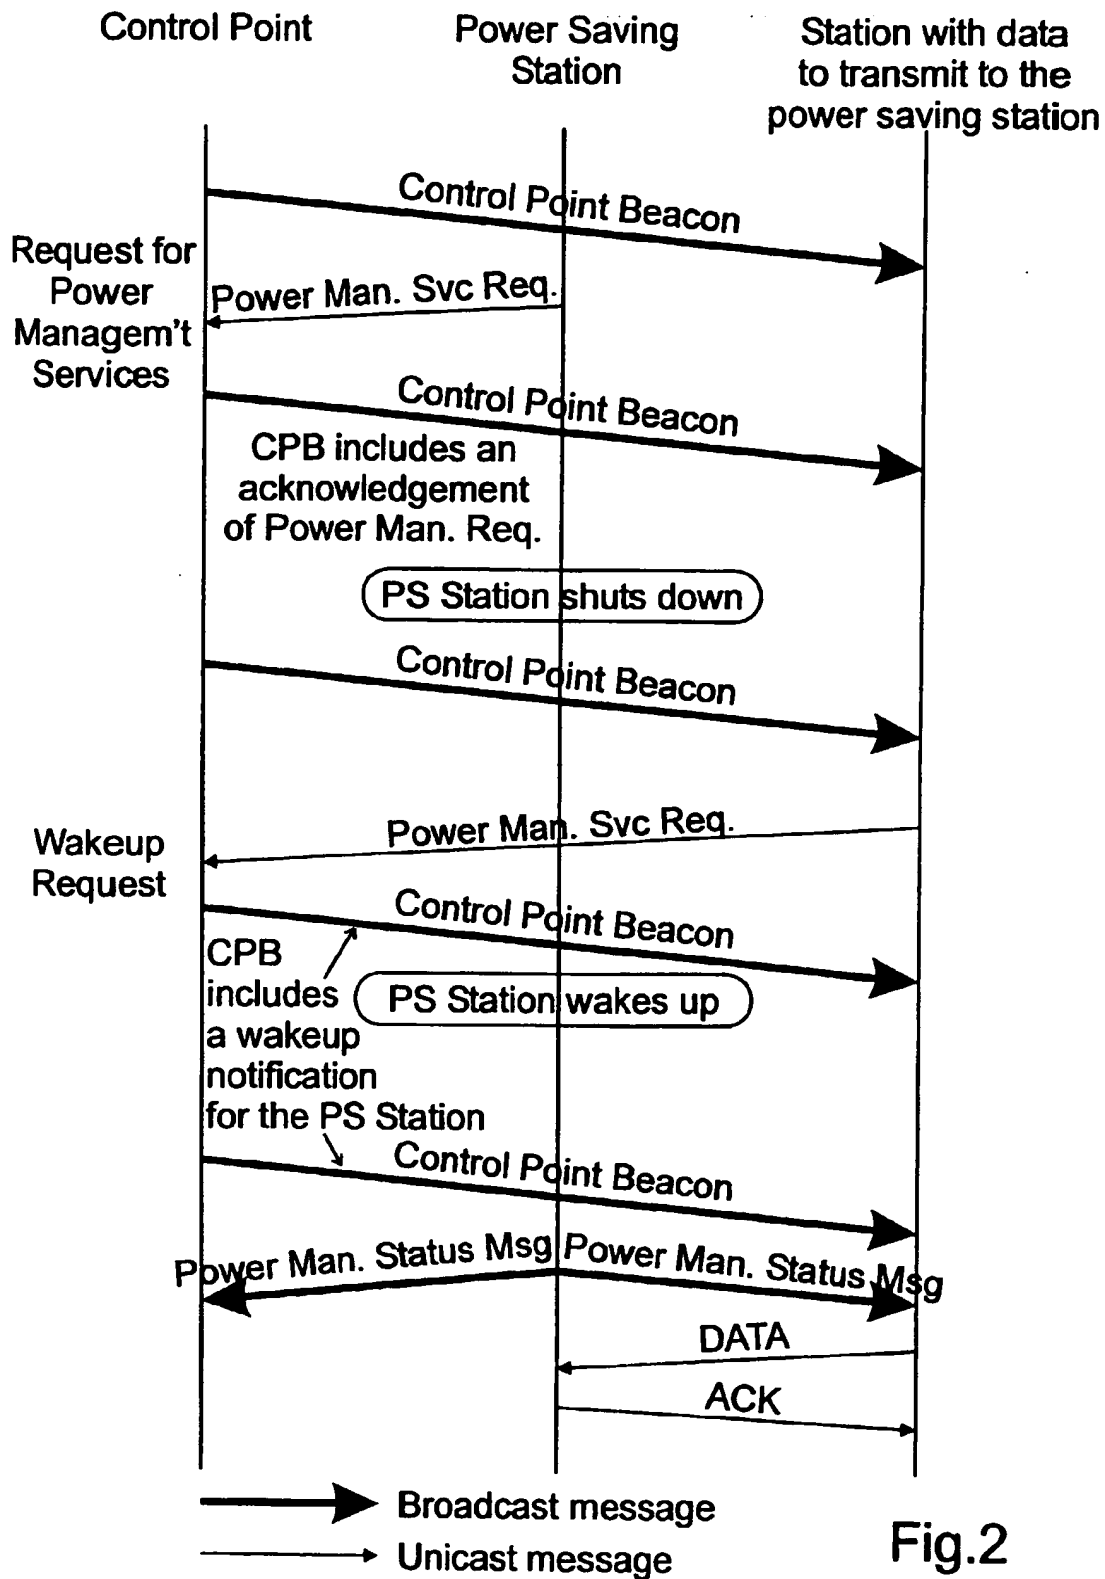 Control Point
Power Saving
Station
Station with data
to transmit to the
power saving station
Control Point Beacon
Request for
Power
Managem't
Services
Power Man. Svc Req.
Control Point Beacon
CPB includes an
acknowledgement
of Power Man. Req.
PS Station shuts down
Control Point Beacon
Power Man. Svc Req.
Wakeup
Request
Control Point Beacon
CPB
includes
a wakeup
notification
for the PS Station
PS Station wakes up
Control Point Beacon
Power Man. Status Msg
Power Man. Status Msg
DATA
ACK
Broadcast message
Unicast message
Fig.2